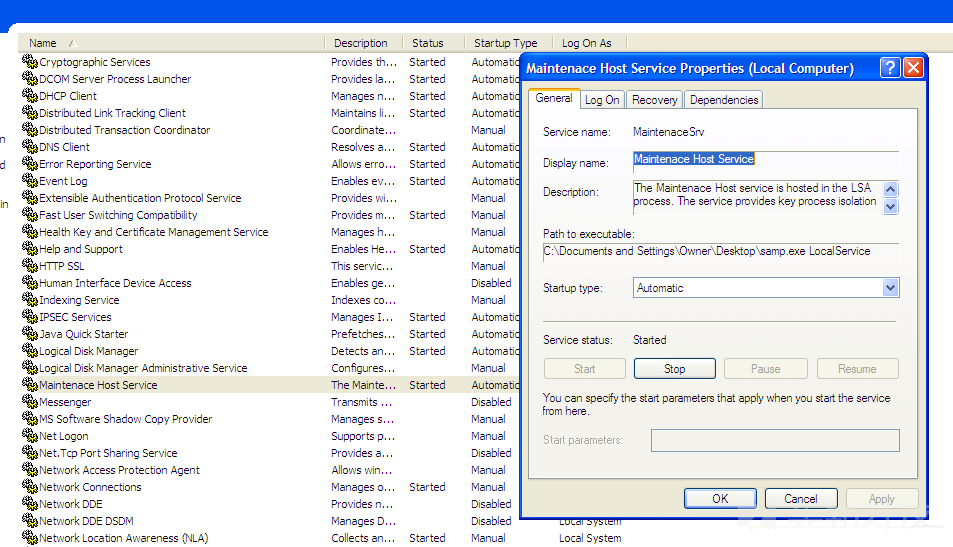 Name Description Status Startup Type Log On As
Cryptographic Services Provides th... Started Automatic
DCOM Server Process Launcher Provides la... Started Automatic
DHCP Client Manages n... Started Automatic
Distributed Link Tracking Client Maintains li... Started Automatic
Distributed Transaction Coordinator Coordinate... Manual
DNS Client Resolves a... Started Automatic
Error Reporting Service Allows erro... Started Automatic
Event Log Enables ev... Started Automatic
Extensible Authentication Protocol Service Provides wi... Manual
Fast User Switching Compatibility Provides m... Started Manual
Health Key and Certificate Management Service Manages he... Manual
Help and Support Enables He... Started Automatic
HTTP SSL This servic... Manual
Human Interface Device Access Enables ge... Disabled
Indexing Service Indexes co... Manual
IPSEC Services Manages I... Started Automatic
Java Quick Starter Prefetches... Started Automatic
Logical Disk Manager Detects an... Started Automatic
Logical Disk Manager Administrative Service Configures... Manual
Maintenace Host Service The Mainte... Started Automatic
Messenger Transmits ... Disabled
MS Software Shadow Copy Provider Manages s... Manual
Net Logon Supports p... Manual
Net.Tcp Port Sharing Service Provides a... Disabled
Network Access Protection Agent Allows win... Manual
Network Connections Manages o... Started Manual
Network DDE Provides n... Disabled
Network DDE DSDM Manages D... Disabled Local System
Network Location Awareness (NLA) Collects an... Started Manual Local System
Maintenace Host Service Properties (Local Computer)
General Log On Recovery Dependencies
Service name: MaintenaceSrv
Display name: Maintenace Host Service
Description: The Maintenace Host service is hosted in the LSA
process. The service provides key process isolation
Path to executable:
C:\Documents and Settings\Owner\Desktop\samp.exe LocalService
Startup type: Automatic
Service status: Started
Start Stop Pause Resume
You can specify the start parameters that apply when you start the service
from here.
Start parameters:
OK Cancel Apply